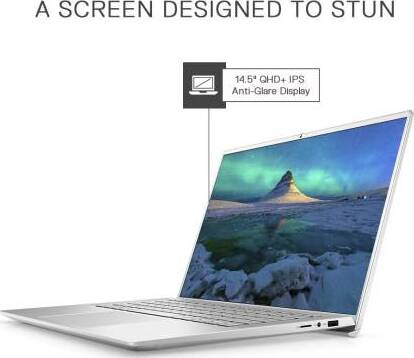 A SCREEN DESIGNED TO STUN
14.5" QHD+ IPS
Anti-Glare Display